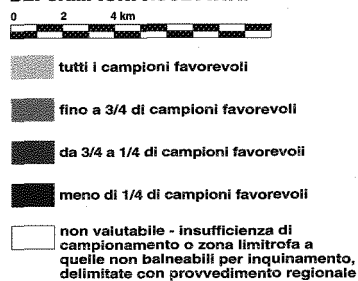 0 2 4 km
tutti i campioni favorevoli
fino a 3/4 di campioni favorevoli
da 3/4 a 1/4 di campioni favorevoli
meno di 1/4 di campioni favorevoli
non valutabile - insufficienza di
campionamento o zona limitrofa a
quelle non balneabili per inquinamento,
delimitate con provvedimento regionale